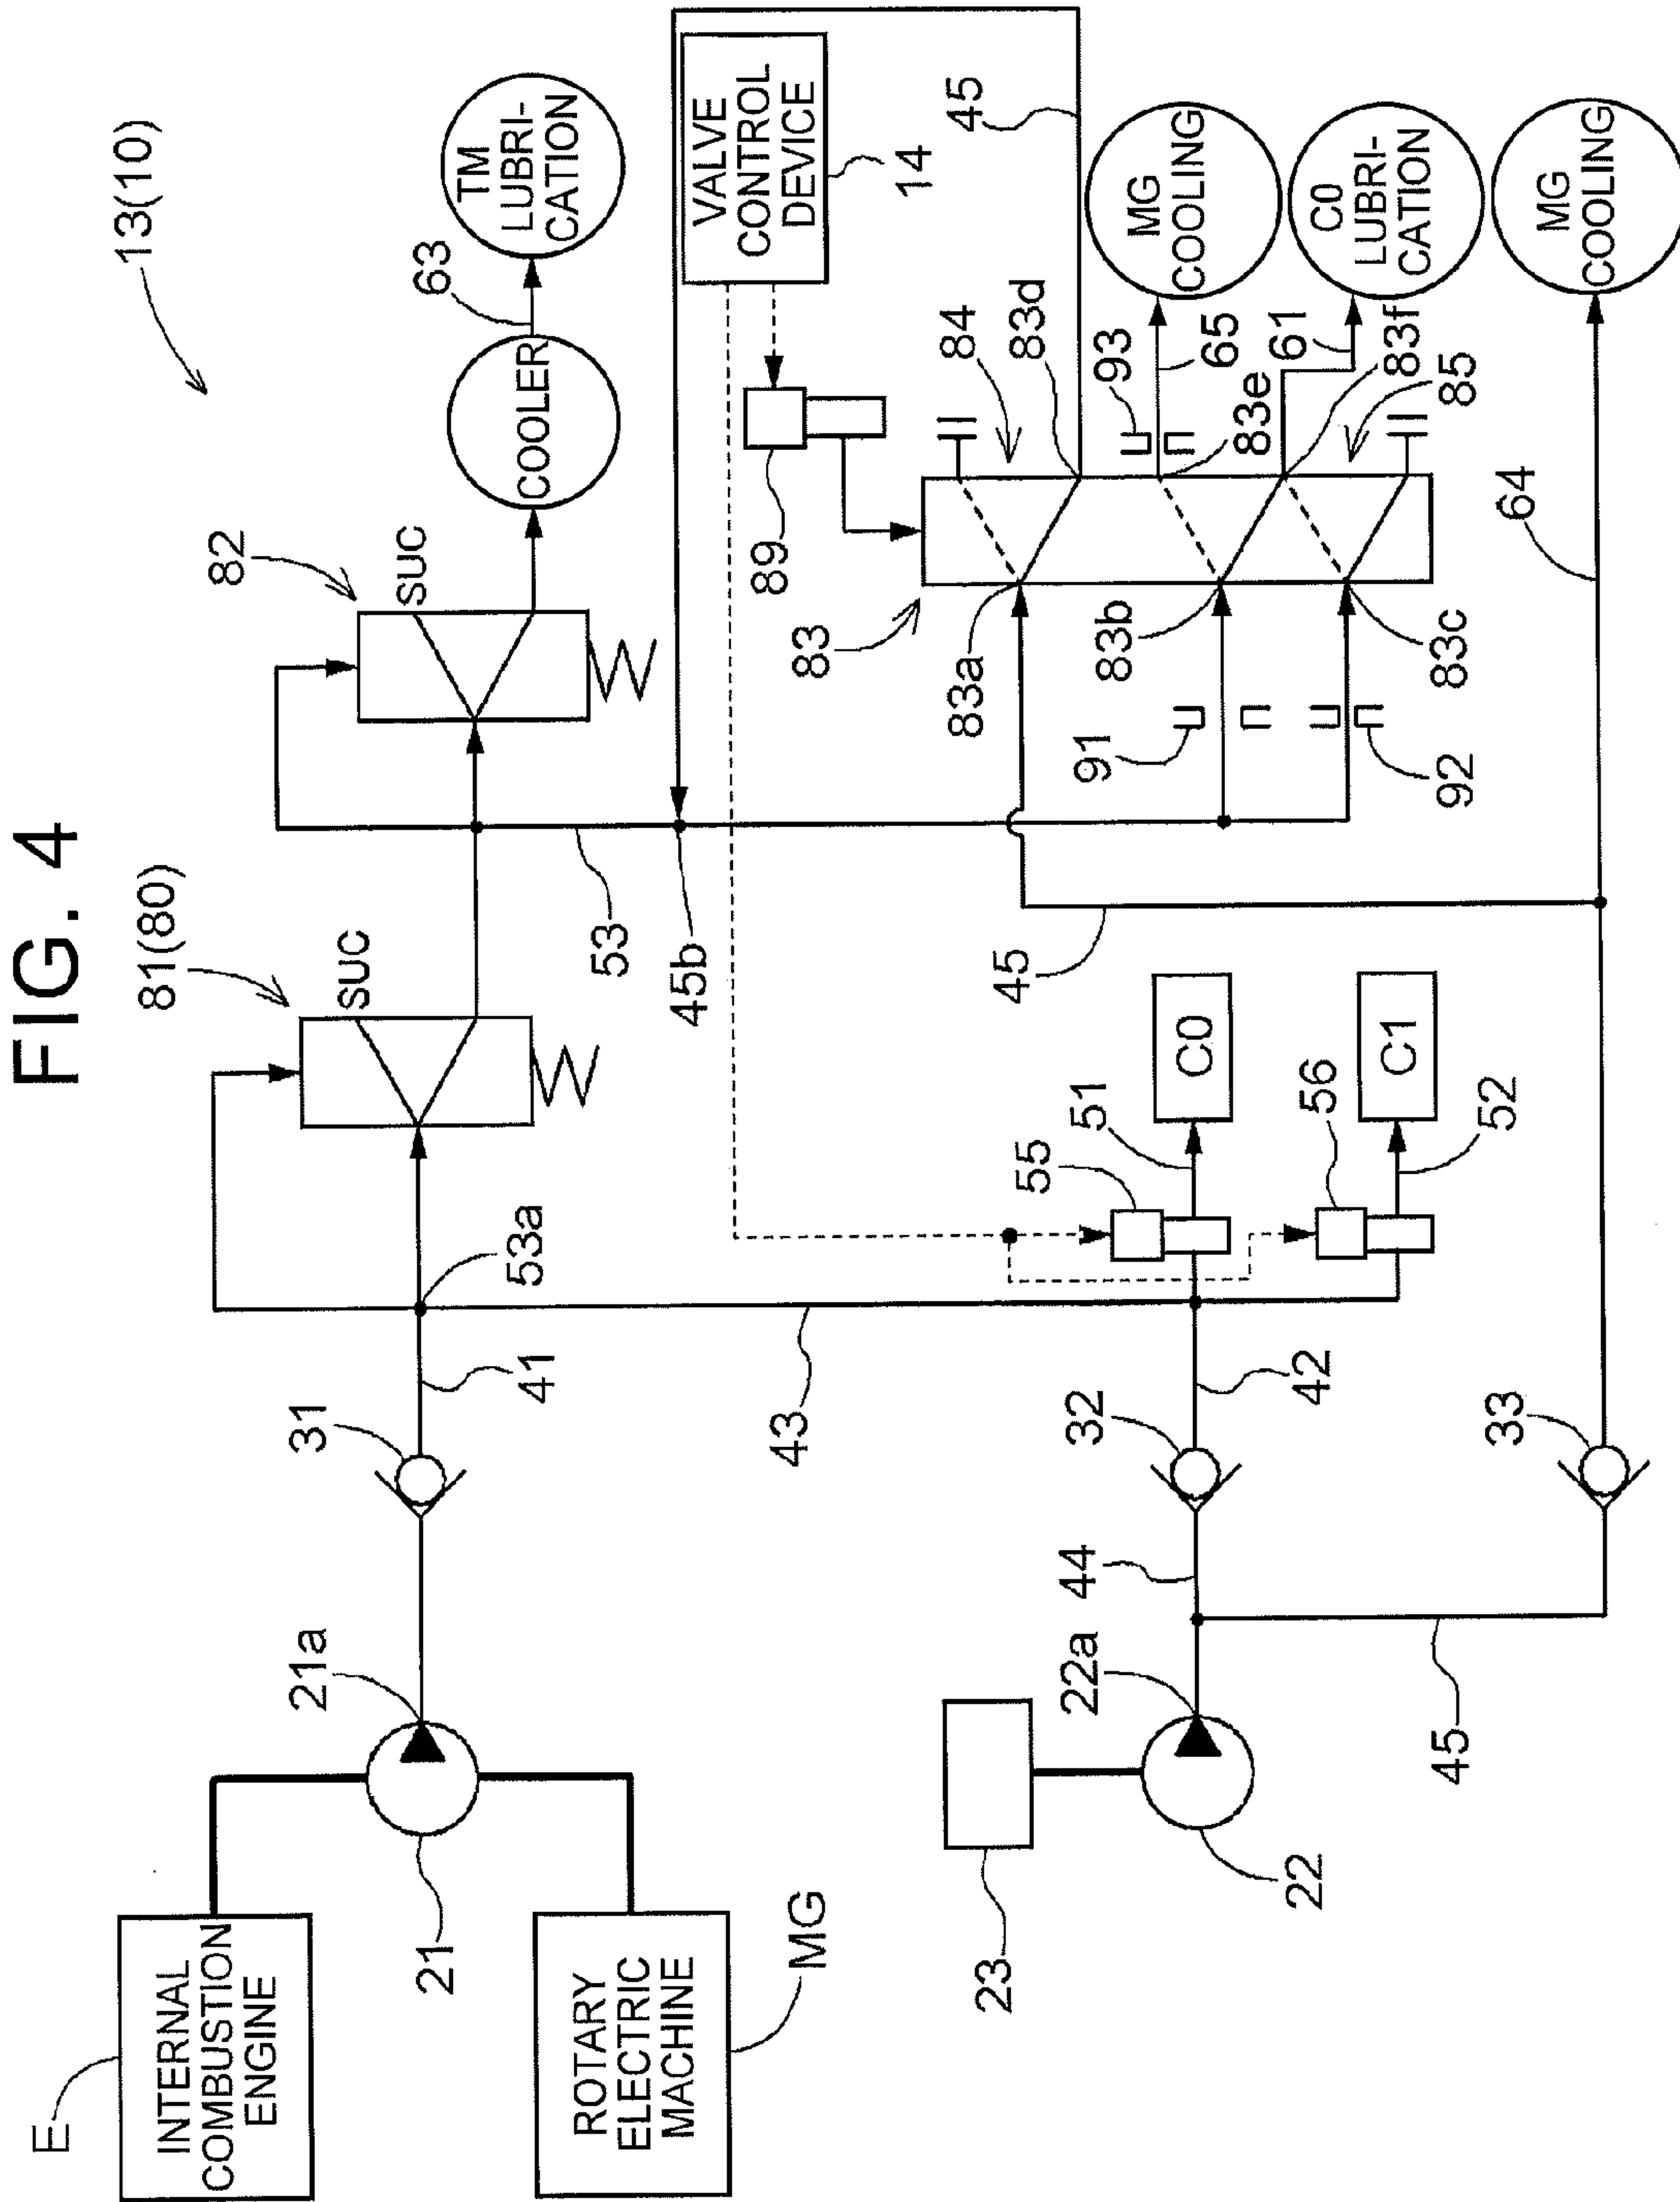 FIG. 4
13(10)
E
INTERNAL
COMBUSTION
ENGINE
ROTARY
ELECTRIC
MACHINE
MG
21
21a
31
41
53a
81(80)
SUC
82
SUC
COOLER
63
TM
LUBRI-
CATION
53
45b
43
VALVE
CONTROL
DEVICE
14
89
83
83a
83b
83c
84
83d
45
93
65
83e
MG
COOLING
61
83f
85
C0
LUBRI-
CATION
91
92
64
MG
COOLING
45
23
22
22a
44
32
42
55
51
C0
56
52
C1
33
45